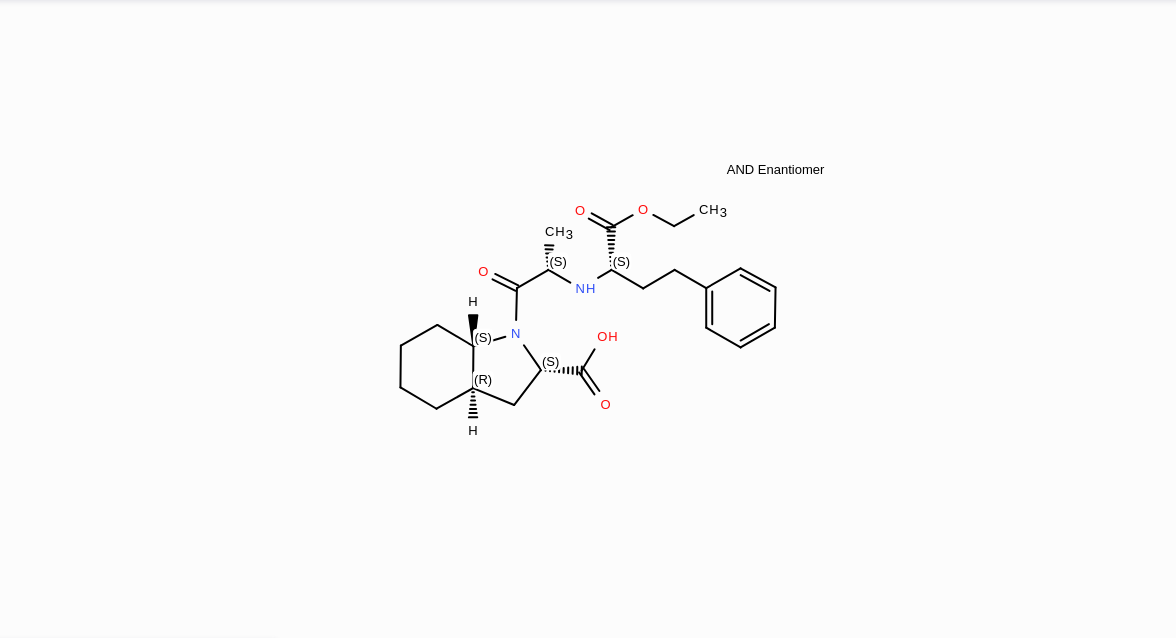 AND Enantiomer
O
O
CH3
CH3
(S)
(S)
O
NH
H
(S)
N
OH
(S)
(R)
O
H